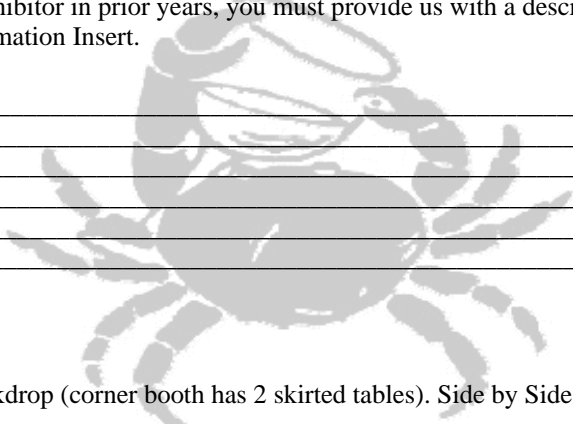 hibitor in prior years, you must provide us with a descri
mation Insert.
kdrop (corner booth has 2 skirted tables). Side by Side